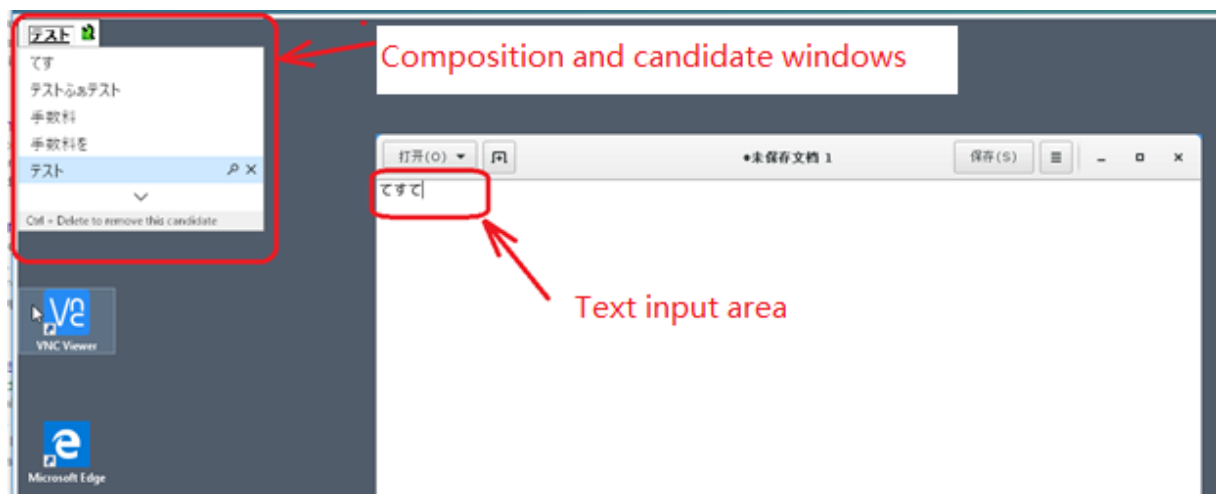 テスト
てす
テストふぁテスト
手数料
手数料を
テスト
Ctrl + Delete to remove this candidate
Composition and candidate windows
打开(O)
•未保存文档 1
保存(S)
てすて
Text input area
VNC Viewer
Microsoft Edge